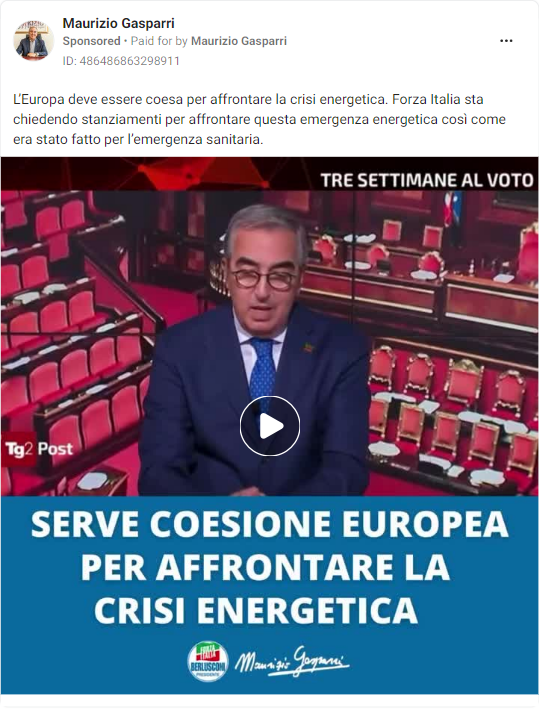 Maurizio Gasparri
Sponsored • Paid for by Maurizio Gasparri
ID: 486486863298911
L'Europa deve essere coesa per affrontare la crisi energetica. Forza Italia sta
chiedendo stanziamenti per affrontare questa emergenza energetica così come
era stato fatto per l'emergenza sanitaria.
TRE SETTIMANE AL VOTO
Tg2 Post
SERVE COESIONE EUROPEA
PER AFFRONTARE LA
CRISI ENERGETICA
FORZA
ITALIA
BERLUSCONI
PRESIDENTE
Maurizio Gasparri